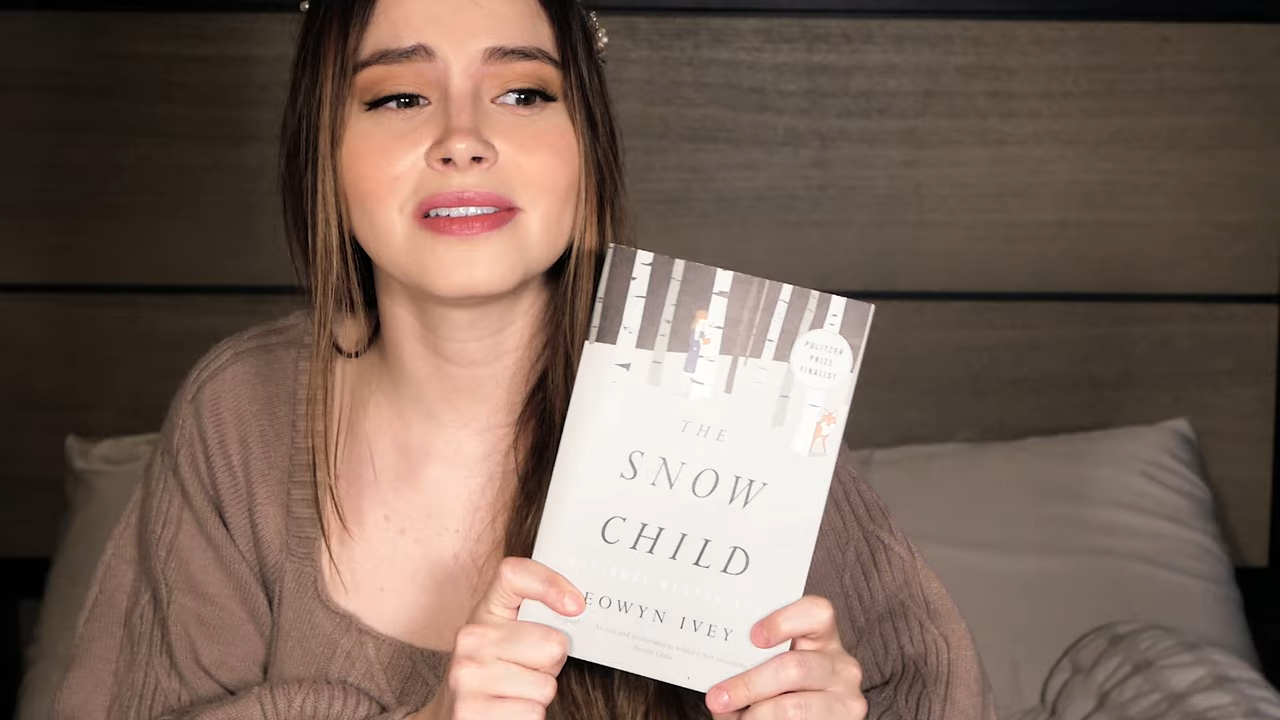 PULITZER
PRIZE
FINALIST
THE
SNOW
CHILD
EOWYN IVEY